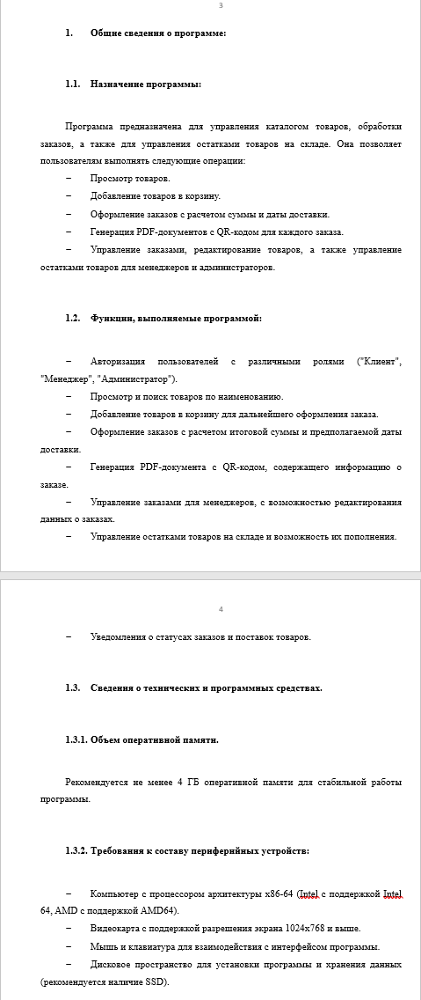 3
1. Общие сведения о программе:
1.1. Назначение программы:
Программа предназначена для управления каталогом товаров, обработки
заказов, а также для управления остатками товаров на складе. Она позволяет
пользователям выполнять следующие операции:
– Просмотр товаров.
– Добавление товаров в корзину.
– Оформление заказов с расчетом суммы и даты доставки.
– Генерация PDF-документов с QR-кодом для каждого заказа.
– Управление заказами, редактирование товаров, а также управление
остатками товаров для менеджеров и администраторов.
1.2. Функции, выполняемые программой:
– Авторизация пользователей с различными ролями ("Клиент",
"Менеджер", "Администратор").
– Просмотр и поиск товаров по наименованию.
– Добавление товаров в корзину для дальнейшего оформления заказа.
– Оформление заказов с расчетом итоговой суммы и предполагаемой даты
доставки.
– Генерация PDF-документа с QR-кодом, содержащего информацию о
заказе.
– Управление заказами для менеджеров, с возможностью редактирования
данных о заказах.
– Управление остатками товаров на складе и возможность их пополнения.
4
– Уведомления о статусах заказов и поставок товаров.
1.3. Сведения о технических и программных средствах.
1.3.1. Объем оперативной памяти.
Рекомендуется не менее 4 ГБ оперативной памяти для стабильной работы
программы.
1.3.2. Требования к составу периферийных устройств:
– Компьютер с процессором архитектуры x86-64 (Intel с поддержкой Intel
64, AMD с поддержкой AMD64).
– Видеокарта с поддержкой разрешения экрана 1024x768 и выше.
– Мышь и клавиатура для взаимодействия с интерфейсом программы.
– Дисковое пространство для установки программы и хранения данных
(рекомендуется наличие SSD).